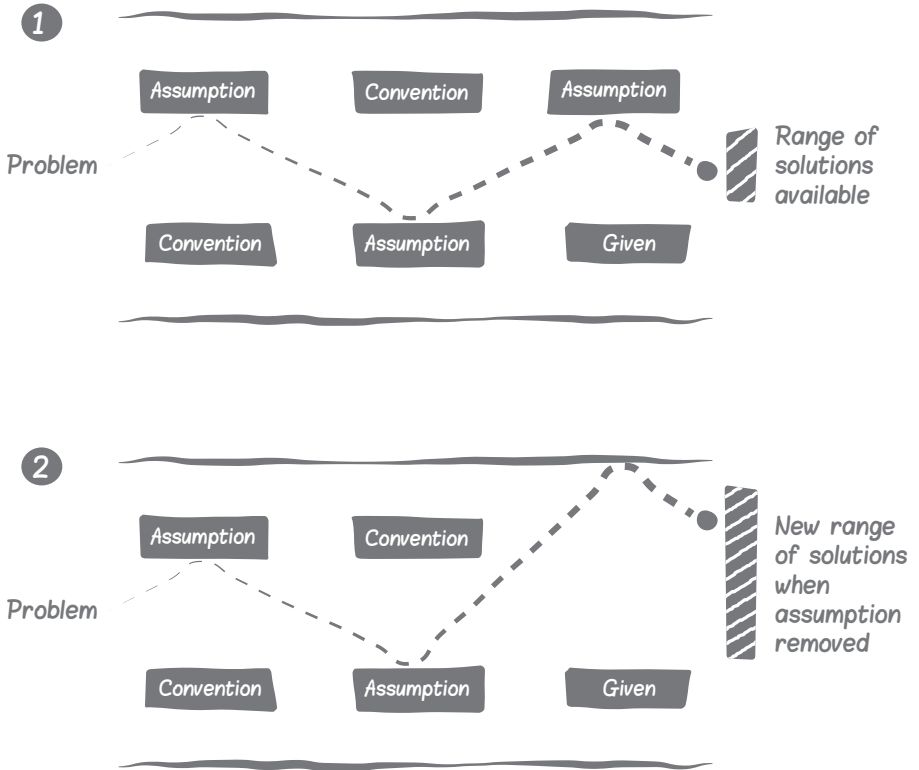 1
Assumption
Convention
Assumption
Problem
Range of
solutions
available
Convention
Assumption
Given
2
Assumption
Convention
Problem
New range
of solutions
when
assumption
removed
Convention
Assumption
Given